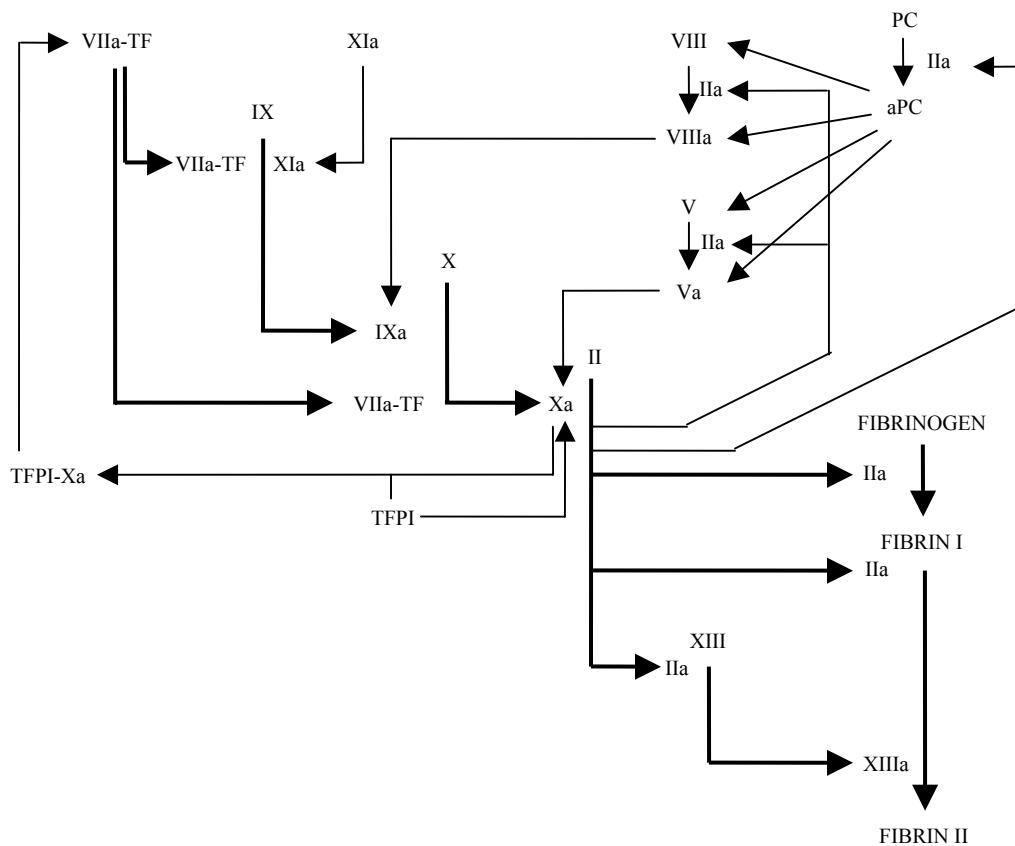 PC
VIIa-TF
XIa
VIII
IIa
IIa
aPC
IX
VIIIa
VIIa-TF
XIa
V
IIa
X
Va
IXa
II
VIIa-TF
Xa
FIBRINOGEN
TFPI-Xa
IIa
TFPI
FIBRIN I
IIa
XIII
IIa
XIIIa
FIBRIN II